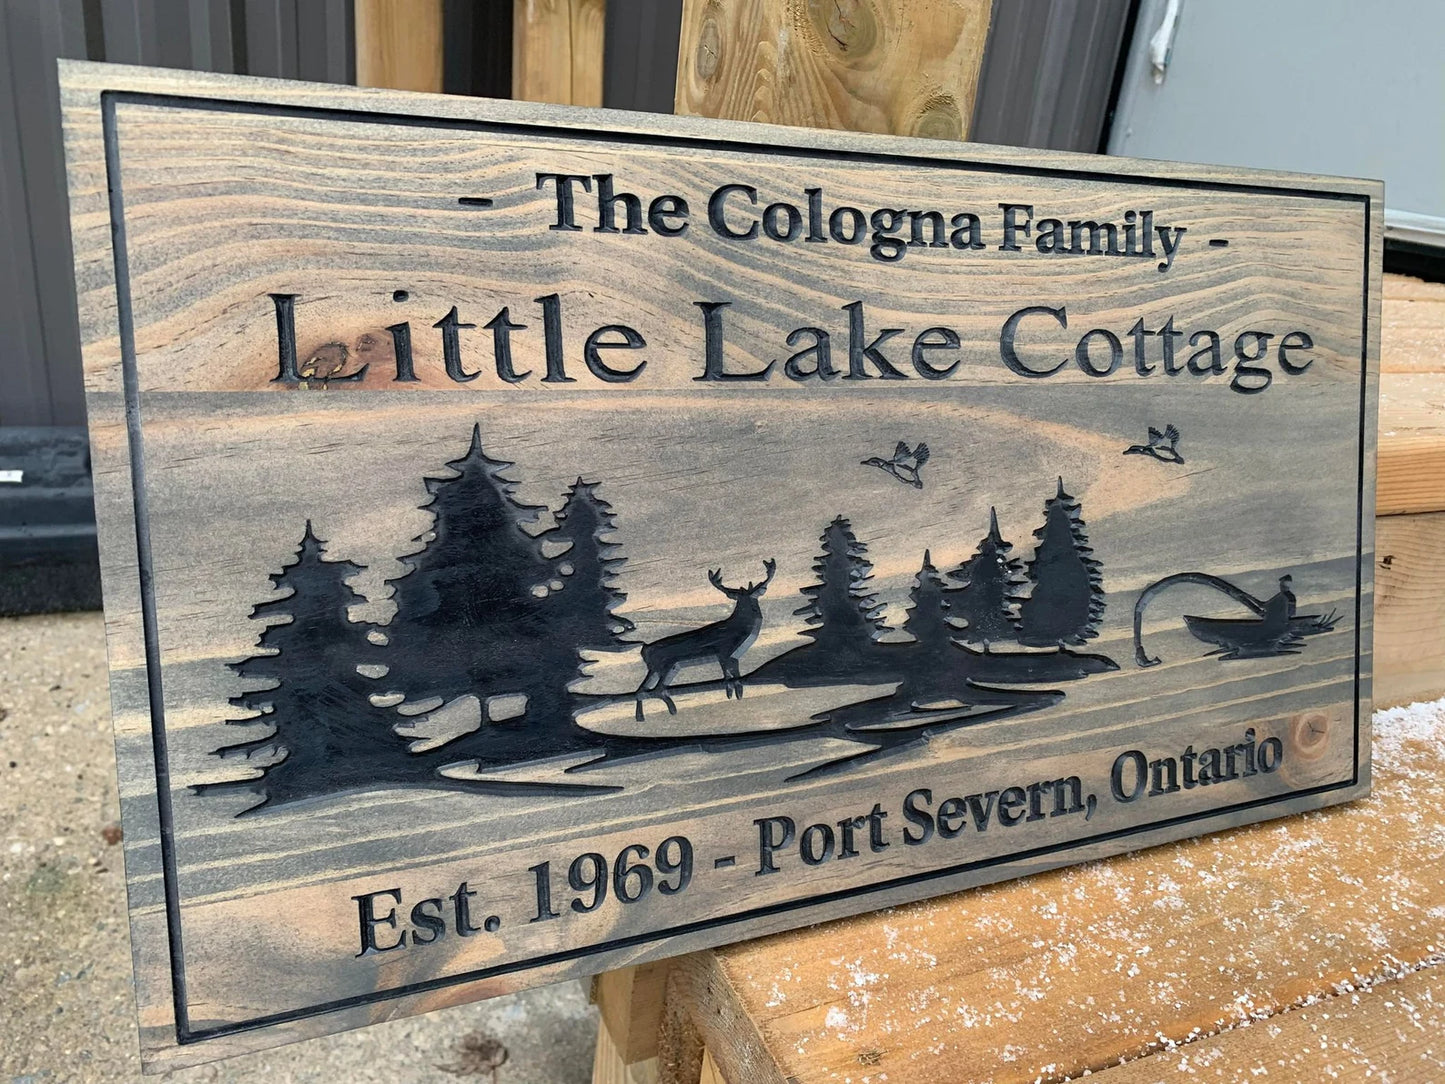 - The Cologna Family -
Little Lake Cottage
Est. 1969 - Port Severn, Ontario